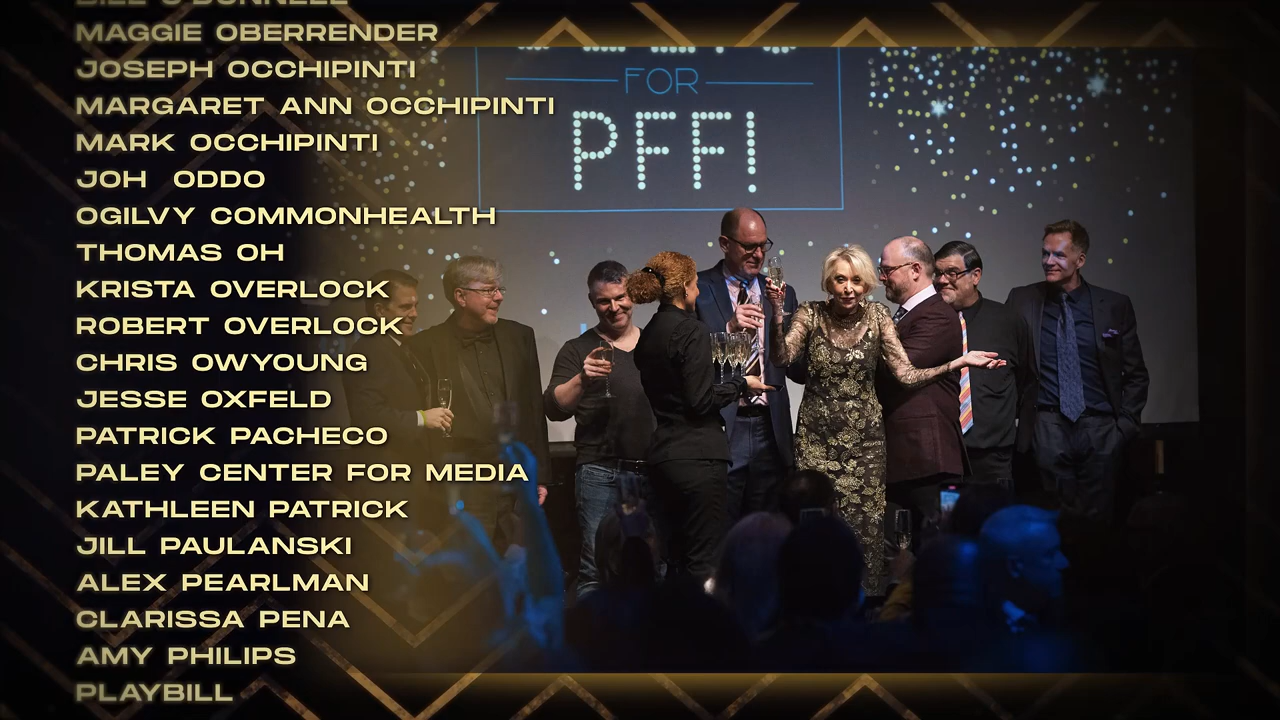 MAGGIE OBERRENDER
JOSEPH OCCHIPINTI
MARGARET ANN OCCHIPINTI
MARK OCCHIPINTI
JOH ODDO
OGILVY COMMONHEALTH
THOMAS OH
KRISTA OVERLOCK
ROBERT OVERLOCK
CHRIS OWYOUNG
JESSE OXFELD
PATRICK PACHECO
PALEY CENTER FOR MEDIA
KATHLEEN PATRICK
JILL PAULANSKI
ALEX PEARLMAN
CLARISSA PENA
AMY PHILIPS
PLAYBILL
FOR
PFF!